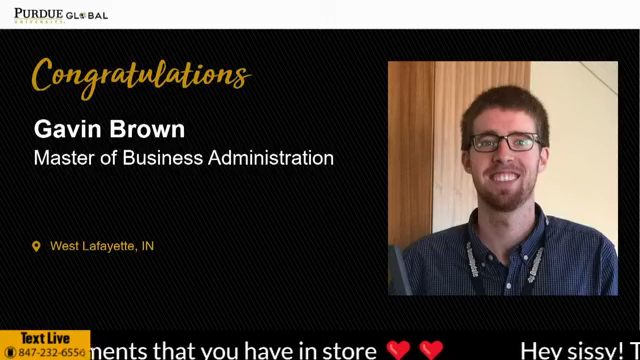 PURDUE GLOBAL
UNIVERSITY
Congratulations
Gavin Brown
Master of Business Administration
West Lafayette, IN
Text Live
847-232-6556
ments that you have in store ❤️ ❤️ Hey sissy! T